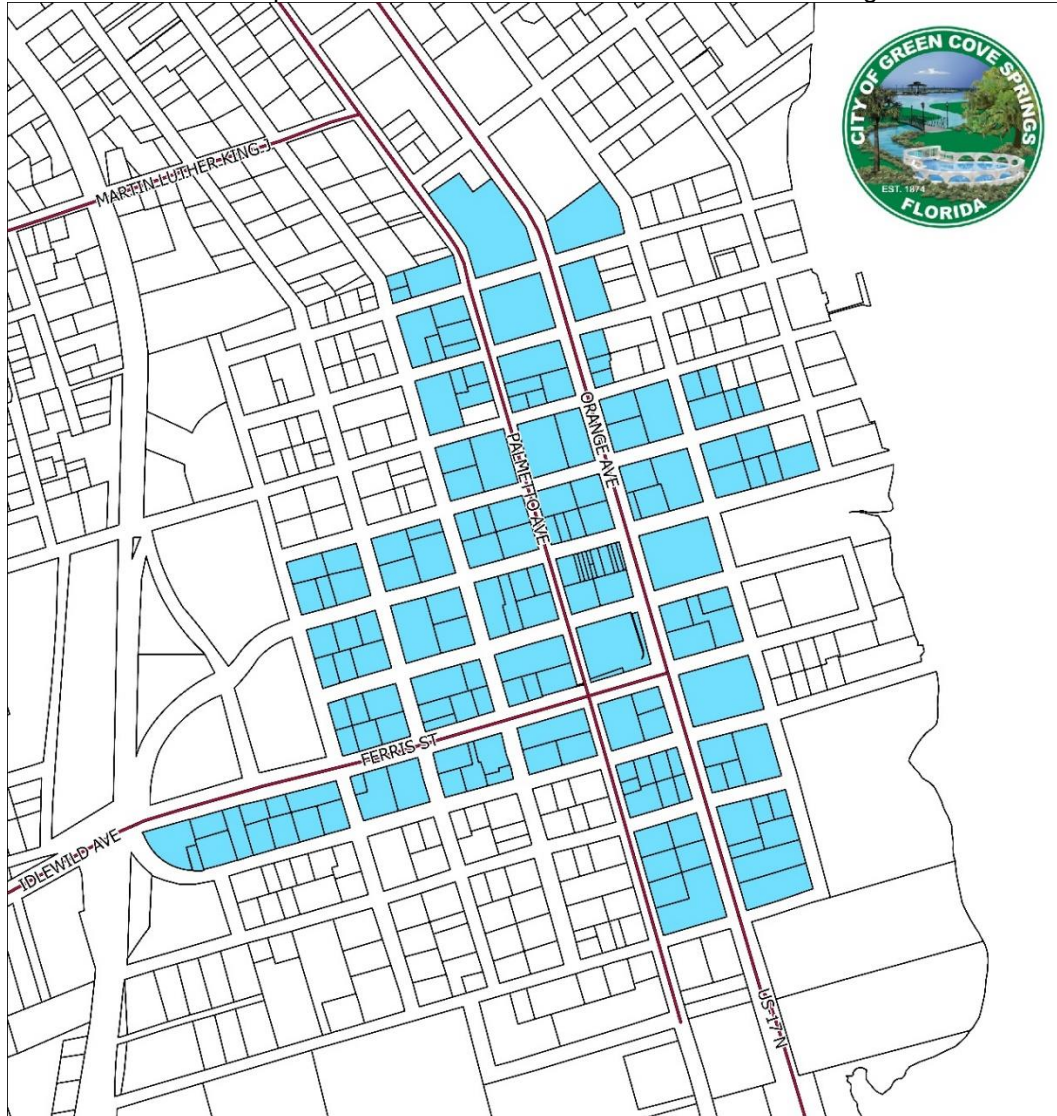 CITY OF GREEN COVE SPRINGS
EST. 1874
FLORIDA
MARTIN LUTHER KING J
ORANGE AVE
PALMETTO AVE
FERRIS ST
IDLEWILD AVE
US 17 N